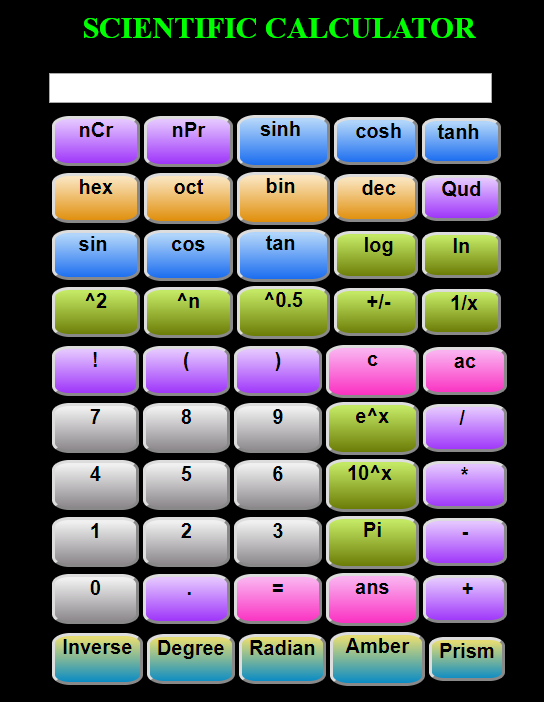 SCIENTIFIC CALCULATOR
nCr nPr sinh cosh tanh
hex oct bin dec Qud
sin cos tan log ln
^2 ^n ^0.5 +/- 1/x
! ( ) c ac
7 8 9 e^x /
4 5 6 10^x *
1 2 3 Pi -
0 . = ans +
Inverse Degree Radian Amber Prism